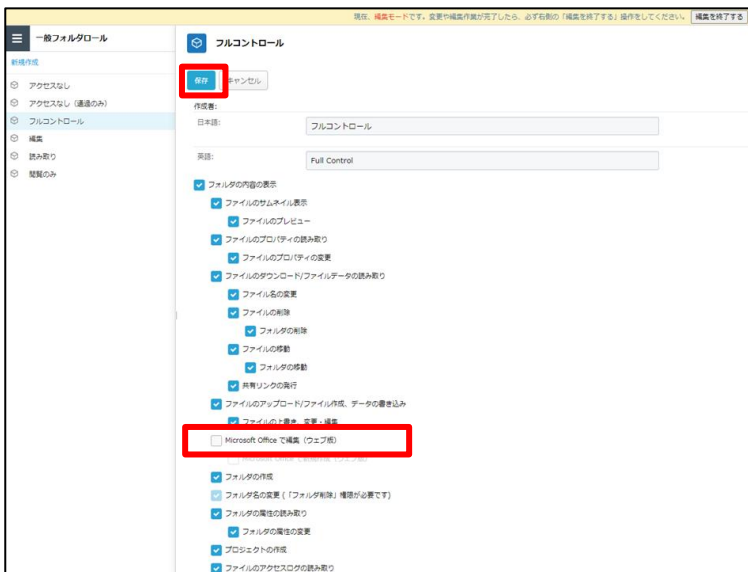 現在、編集モードです。変更や編集作業が完了したら、必ず右側の「編集を終了する」操作をしてください。 編集を終了する
一般フォルダロール
新規作成
アクセスなし
アクセスなし（通過のみ）
フルコントロール
編集
読み取り
閲覧のみ
フルコントロール
保存 キャンセル
作成者:
日本語: フルコントロール
英語: Full Control
フォルダの内容の表示
ファイルのサムネイル表示
ファイルのプレビュー
ファイルのプロパティの読み取り
ファイルのプロパティの変更
ファイルのダウンロード/ファイルデータの読み取り
ファイル名の変更
ファイルの削除
フォルダの削除
ファイルの移動
フォルダの移動
共有リンクの発行
ファイルのアップロード/ファイル作成、データの書き込み
ファイルの上書き、変更・編集
Microsoft Office で編集（ウェブ版）
フォルダの作成
フォルダ名の変更 (「フォルダ削除」権限が必要です)
フォルダの属性の読み取り
フォルダの属性の変更
プロジェクトの作成
ファイルのアクセスログの読み取り